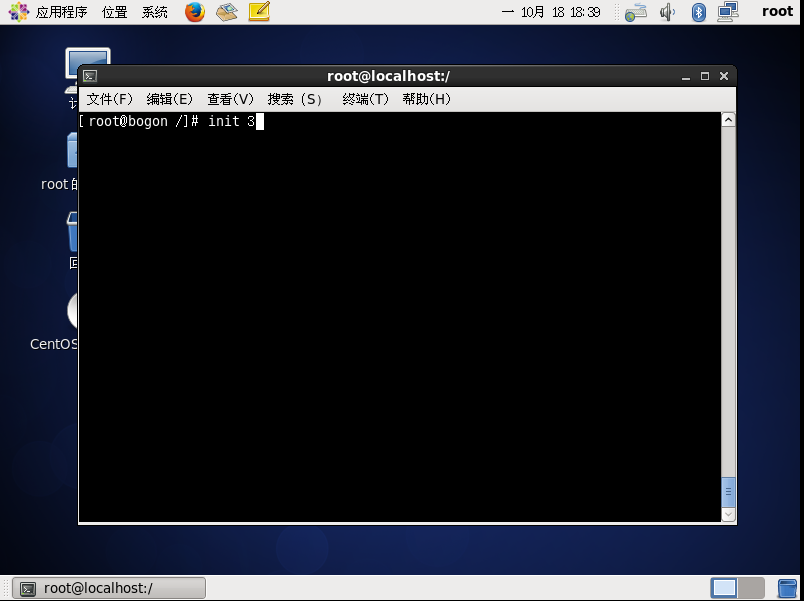 应用程序 位置 系统 一 10月 18 18:39 root
root@localhost:/
文件(F) 编辑(E) 查看(V) 搜索 (S) 终端(T) 帮助(H)
[root@bogon /]# init 3
root 的
回
CentOS
root@localhost:/